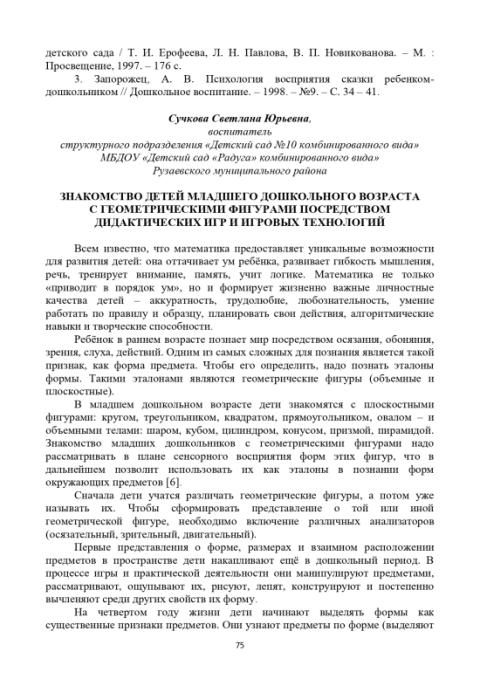 детского сада / Т. И. Ерофеева, Л. Н. Павлова, В. П. Новикованова. – М. :
Просвещение, 1997. – 176 с.
3. Запорожец, А. В. Психология восприятия сказки ребенком-
дошкольником // Дошкольное воспитание. – 1998. – №9. – С. 34 – 41.
Сучкова Светлана Юрьевна,
воспитатель
структурного подразделения «Детский сад №10 комбинированного вида»
МБДОУ «Детский сад «Радуга» комбинированного вида»
Рузаевского муниципального района
ЗНАКОМСТВО ДЕТЕЙ МЛАДШЕГО ДОШКОЛЬНОГО ВОЗРАСТА
С ГЕОМЕТРИЧЕСКИМИ ФИГУРАМИ ПОСРЕДСТВОМ
ДИДАКТИЧЕСКИХ ИГР И ИГРОВЫХ ТЕХНОЛОГИЙ
Всем известно, что математика предоставляет уникальные возможности
для развития детей: она оттачивает ум ребёнка, развивает гибкость мышления,
речь, тренирует внимание, память, учит логике. Математика не только
«приводит в порядок ум», но и формирует жизненно важные личностные
качества детей – аккуратность, трудолюбие, любознательность, умение
работать по правилу и образцу, планировать свои действия, алгоритмические
навыки и творческие способности.
Ребёнок в раннем возрасте познает мир посредством осязания, обоняния,
зрения, слуха, действий. Одним из самых сложных для познания является такой
признак, как форма предмета. Чтобы его определить, надо познать эталоны
формы. Такими эталонами являются геометрические фигуры (объемные и
плоскостные).
В младшем дошкольном возрасте дети знакомятся с плоскостными
фигурами: кругом, треугольником, квадратом, прямоугольником, овалом – и
объемными телами: шаром, кубом, цилиндром, конусом, призмой, пирамидой.
Знакомство младших дошкольников с геометрическими фигурами надо
рассматривать в плане сенсорного восприятия форм этих фигур, что в
дальнейшем позволит использовать их как эталоны в познании форм
окружающих предметов [6].
Сначала дети учатся различать геометрические фигуры, а потом уже
называть их. Чтобы сформировать представление о той или иной
геометрической фигуре, необходимо включение различных анализаторов
(осязательный, зрительный, двигательный).
Первые представления о форме, размерах и взаимном расположении
предметов в пространстве дети накапливают ещё в дошкольный период. В
процессе игры и практической деятельности они манипулируют предметами,
рассматривают, ощупывают их, рисуют, лепят, конструируют и постепенно
вычленяют среди других свойств их форму.
На четвертом году жизни дети начинают выделять формы как
существенные признаки предметов. Они узнают предметы по форме (выделяют
75